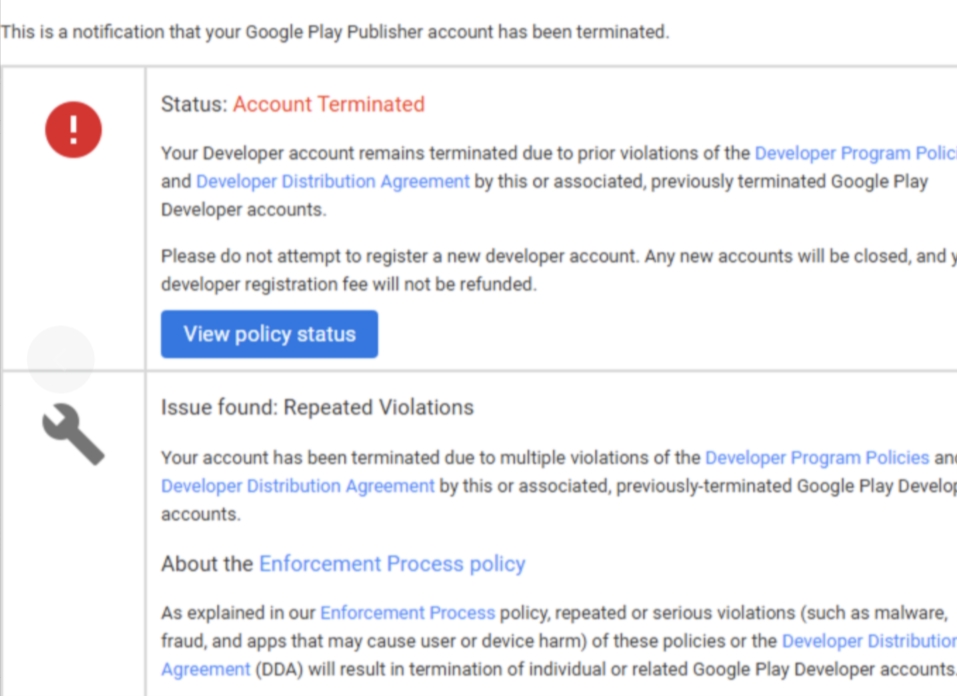 This is a notification that your Google Play Publisher account has been terminated.
Status: Account Terminated
Your Developer account remains terminated due to prior violations of the Developer Program Polici
and Developer Distribution Agreement by this or associated, previously terminated Google Play
Developer accounts.
Please do not attempt to register a new developer account. Any new accounts will be closed, and y
developer registration fee will not be refunded.
View policy status
Issue found: Repeated Violations
Your account has been terminated due to multiple violations of the Developer Program Policies and
Developer Distribution Agreement by this or associated, previously-terminated Google Play Develop
accounts.
About the Enforcement Process policy
As explained in our Enforcement Process policy, repeated or serious violations (such as malware,
fraud, and apps that may cause user or device harm) of these policies or the Developer Distribution
Agreement (DDA) will result in termination of individual or related Google Play Developer accounts.